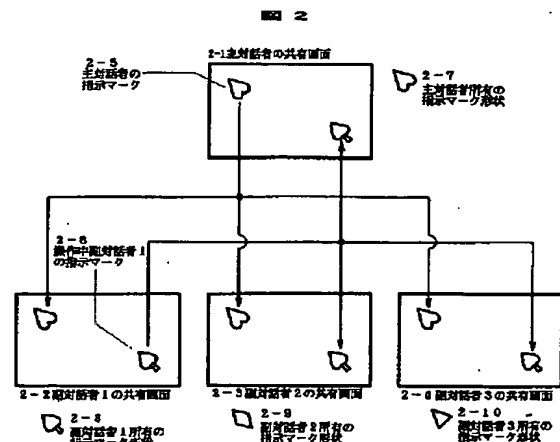 図 2
2-1主対話者の共有画面
2-5
主対話者の
指示マーク
2-7
主対話者所有の
指示マーク形状
2-6
操作中副対話者1
の指示マーク
2-2副対話者1の共有画面
2-3副対話者2の共有画面
副対話者3の共有画面
2-8
副対話者1所有の
指示マーク形状
2-9
副対話者2所有の
指示マーク形状
2-10
副対話者3所有の
指示マーク形状